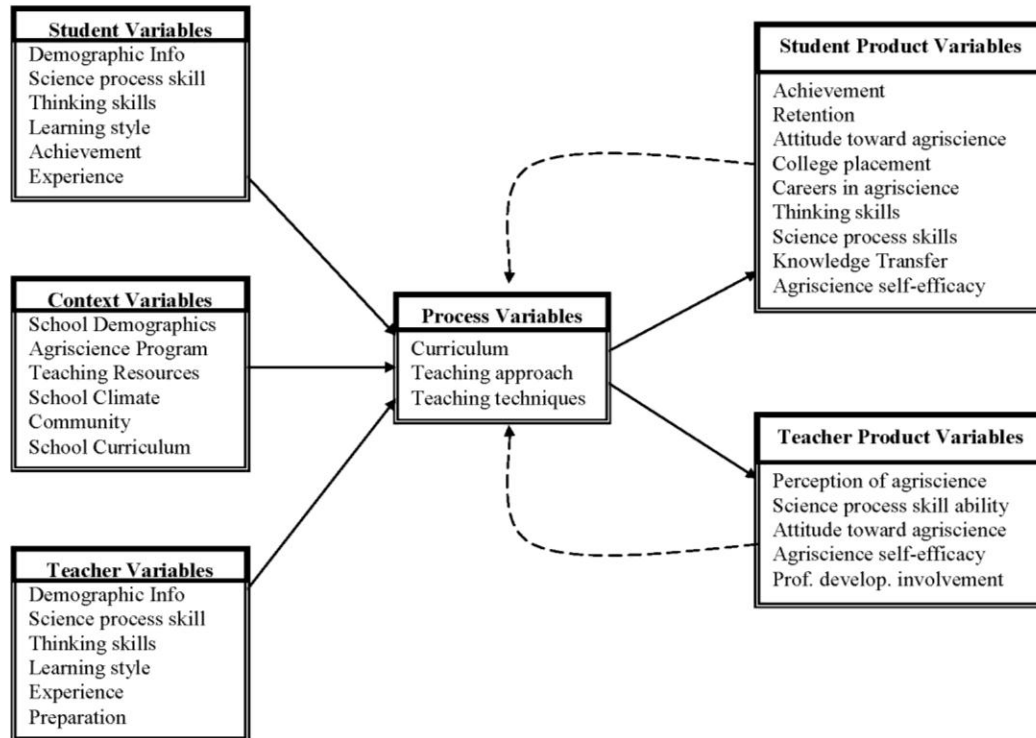 Student Variables
Demographic Info
Science process skill
Thinking skills
Learning style
Achievement
Experience
Context Variables
School Demographics
Agriscience Program
Teaching Resources
School Climate
Community
School Curriculum
Teacher Variables
Demographic Info
Science process skill
Thinking skills
Learning style
Experience
Preparation
Process Variables
Curriculum
Teaching approach
Teaching techniques
Student Product Variables
Achievement
Retention
Attitude toward agriscience
College placement
Careers in agriscience
Thinking skills
Science process skills
Knowledge Transfer
Agriscience self-efficacy
Teacher Product Variables
Perception of agriscience
Science process skill ability
Attitude toward agriscience
Agriscience self-efficacy
Prof. develop. involvement